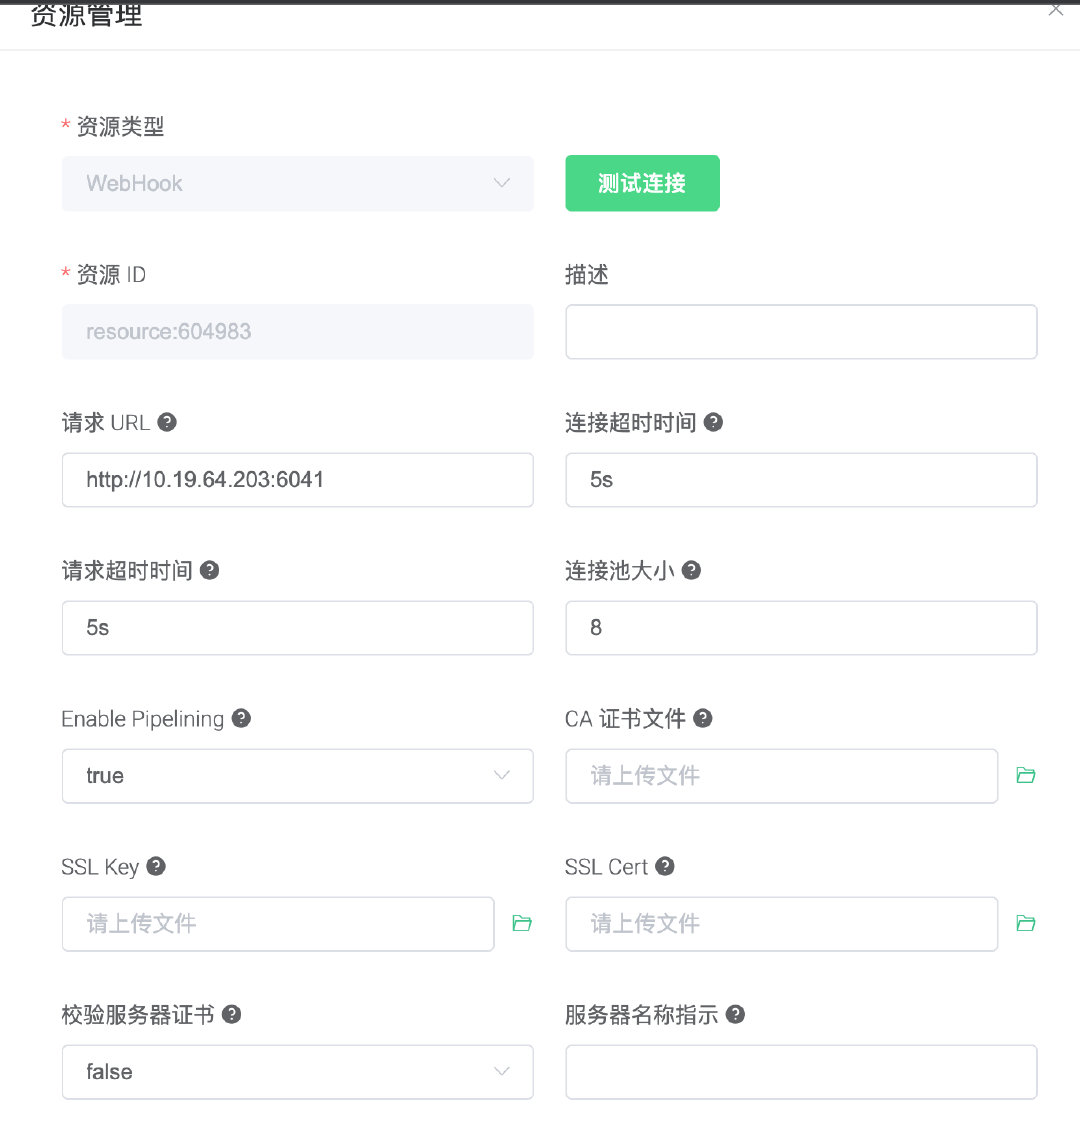 资源管理
* 资源类型
WebHook
测试连接
* 资源 ID
描述
resource:604983
请求 URL
连接超时时间
http://10.19.64.203:6041
5s
请求超时时间
连接池大小
5s
8
Enable Pipelining
CA 证书文件
true
请上传文件
SSL Key
SSL Cert
请上传文件
请上传文件
校验服务器证书
服务器名称指示
false